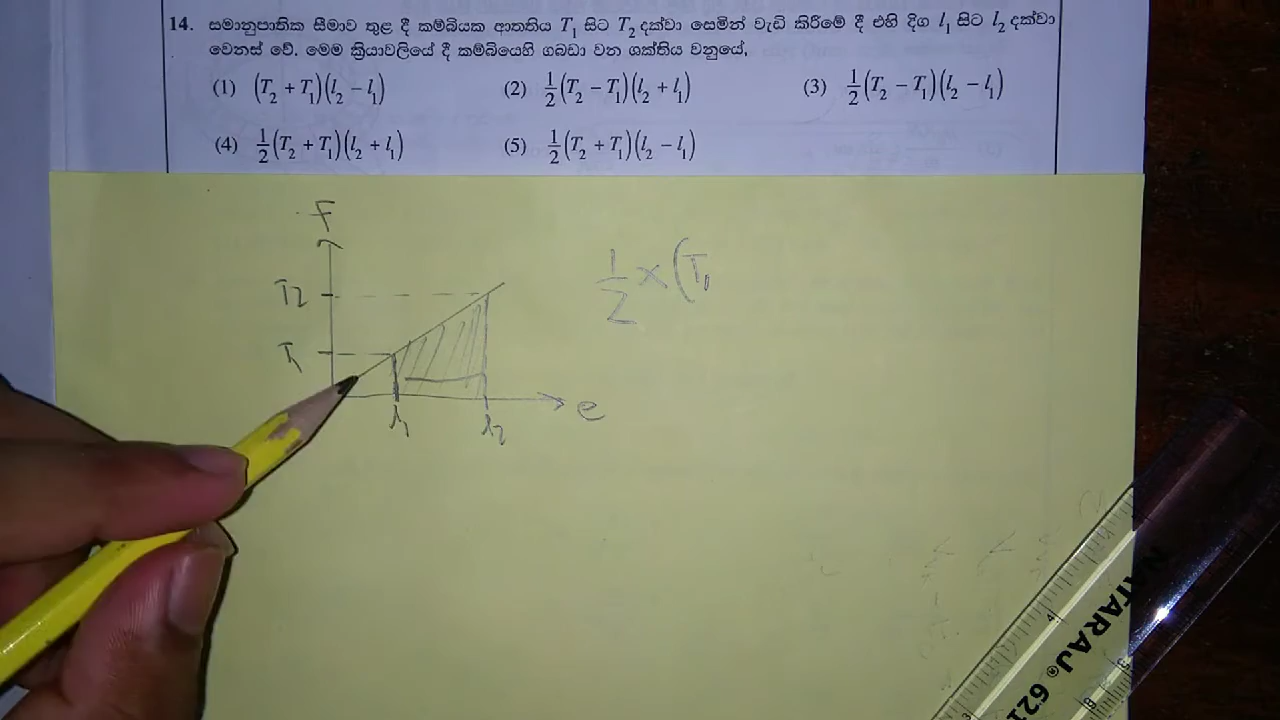 14. සමානුපාතික සීමාව තුළ දී කම්බියක ආතතිය T₁ සිට T₂ දක්වා සෙමින් වැඩි කිරීමේ දී එහි දිග l₁ සිට l₂ දක්වා
වෙනස් වේ. මෙම ක්‍රියාවලියේ දී කම්බියෙහි ගබඩා වන ශක්තිය වනුයේ,
(1) (T₂ + T₁)(l₂ − l₁) (2) ½(T₂ − T₁)(l₂ + l₁) (3) ½(T₂ − T₁)(l₂ − l₁)
(4) ½(T₂ + T₁)(l₂ + l₁) (5) ½(T₂ + T₁)(l₂ − l₁)
F
½ × (T₁
T₂
T₁
e
l₁ l₂
NATARAJ® 621